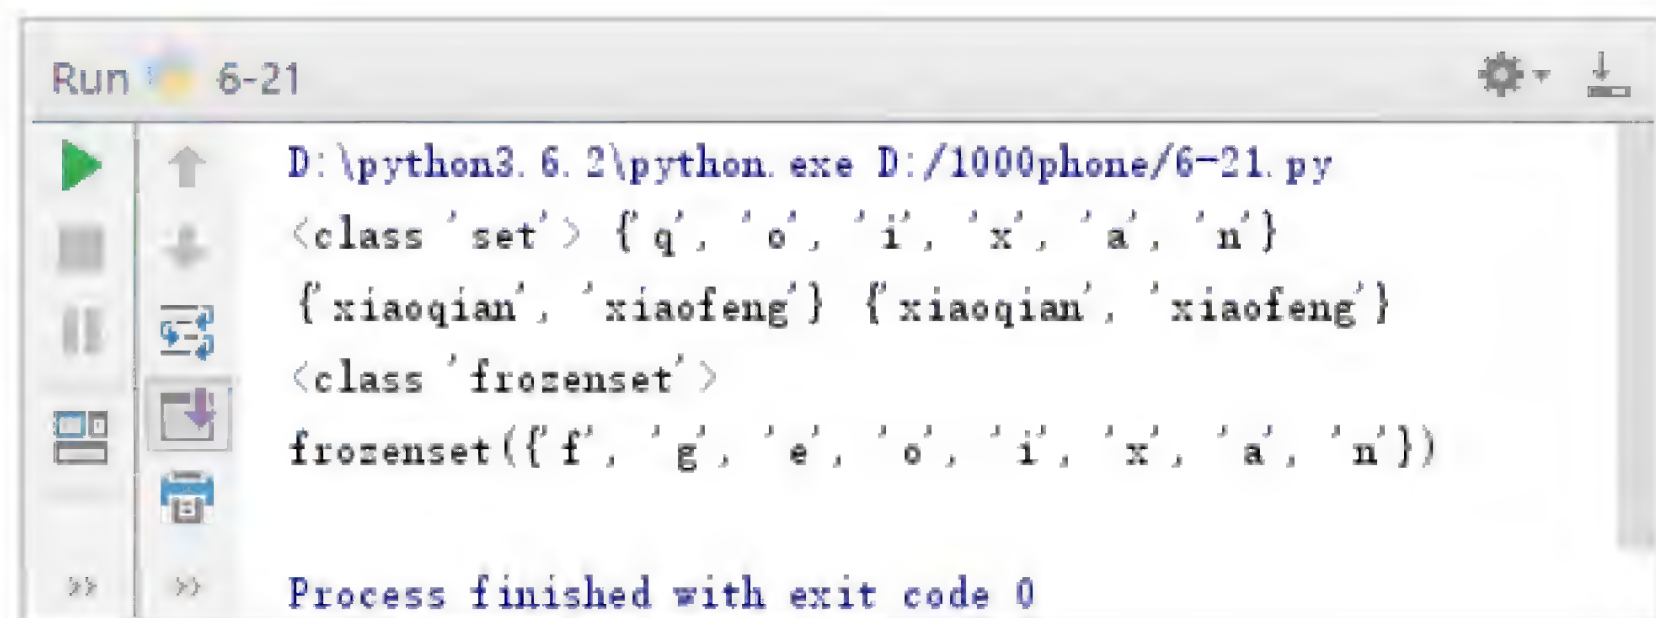 Run 6-21
D:\python3.6.2\python.exe D:/1000phone/6-21.py
<class 'set'> {'q', 'o', 'i', 'x', 'a', 'n'}
{'xiaoqian', 'xiaofeng'} {'xiaoqian', 'xiaofeng'}
<class 'frozenset'>
frozenset({'f', 'g', 'e', 'o', 'i', 'x', 'a', 'n'})
Process finished with exit code 0